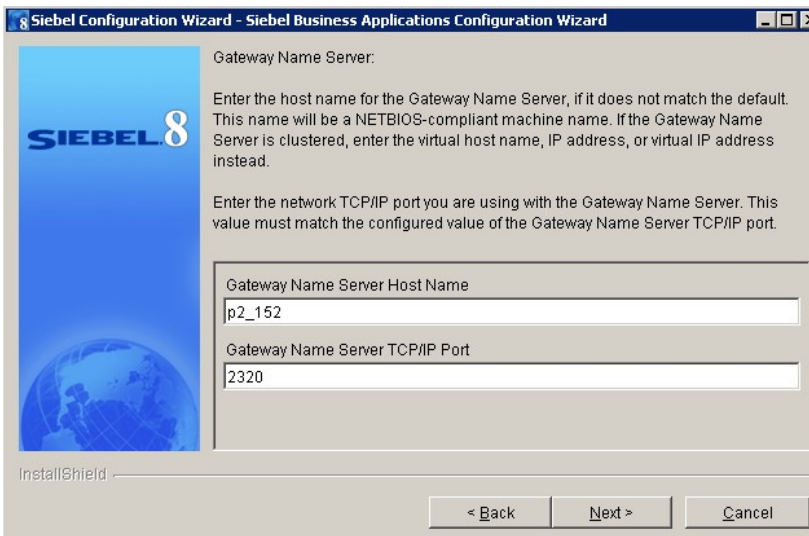 Siebel Configuration Wizard - Siebel Business Applications Configuration Wizard
SIEBEL.8
Gateway Name Server:
Enter the host name for the Gateway Name Server, if it does not match the default.
This name will be a NETBIOS-compliant machine name. If the Gateway Name
Server is clustered, enter the virtual host name, IP address, or virtual IP address
instead.
Enter the network TCP/IP port you are using with the Gateway Name Server. This
value must match the configured value of the Gateway Name Server TCP/IP port.
Gateway Name Server Host Name
p2_152
Gateway Name Server TCP/IP Port
2320
InstallShield
< Back
Next >
Cancel